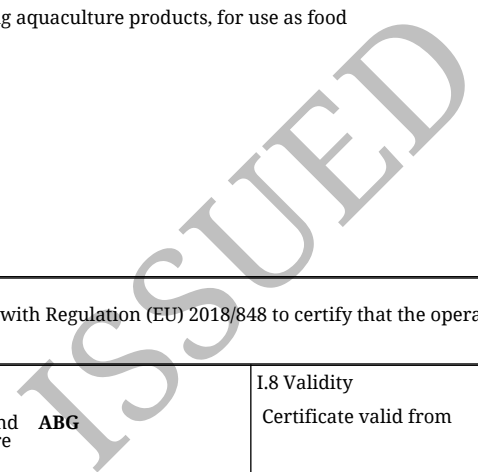 g aquaculture products, for use as food
ISSUED
with Regulation (EU) 2018/848 to certify that the opera
I.8 Validity
Certificate valid from
nd ABG
re